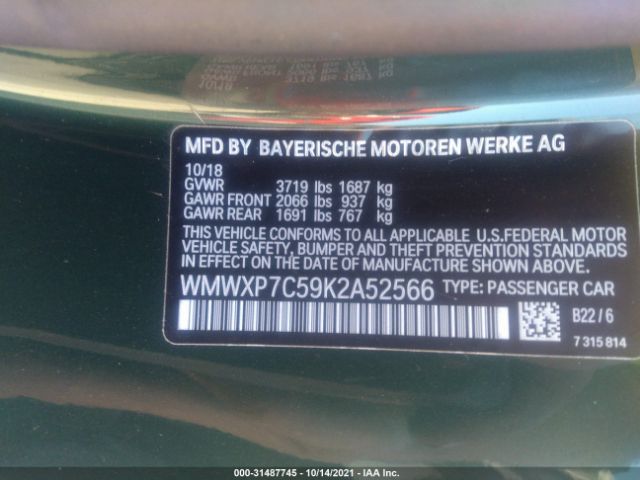 MFD BY BAYERISCHE MOTOREN WERKE AG
10/18
GVWR 3719 lbs 1687 kg
GAWR FRONT 2066 lbs 937 kg
GAWR REAR 1691 lbs 767 kg
THIS VEHICLE CONFORMS TO ALL APPLICABLE U.S.FEDERAL MOTOR
VEHICLE SAFETY, BUMPER AND THEFT PREVENTION STANDARDS
IN EFFECT ON THE DATE OF MANUFACTURE SHOWN ABOVE.
WMWXP7C59K2A52566 TYPE: PASSENGER CAR
B22/6
7 315 814
000-31487745 - 10/14/2021 - IAA Inc.